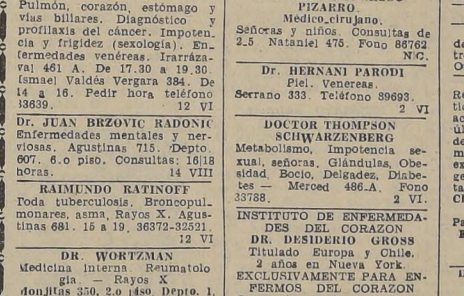 Pulmón, corazón, estómago y
vías biliares. Diagnóstico y
profilaxis del cáncer. Impoten-
cia y frigidez (sexología). En-
fermedades venéreas. Irarráza-
val 461 A. De 17.30 a 19.30.
Ismael Valdés Vergara 384. De
14 a 16. Pedir hora teléfono
33639. 12 VI
Dr. JUAN BRZOVIC RADONIC
Enfermedades mentales y ner-
viosas. Agustinas 715. Depto.
607. 6.o piso. Consultas: 16|18
horas. 14 VIII
RAIMUNDO RATINOFF
Toda tuberculosis, Broncopul-
monares, asma, Rayos X. Agus-
tinas 681. 15 a 19, 36372-32521.
12 VI
DR. WORTZMAN
Medicina Interna. Reumatolo
gía. — Rayos X
Monjitas 350, 2.o piso, Depto. 1,
PIZARRO.
Médico-cirujano.
Señoras y niños. Consultas de
2.5 Nataniel 475. Fono 86762.
NC.
Dr. HERNANI PARODI
Piel. Venereas.
Serrano 333. Teléfono 89693.
2 VI
DOCTOR THOMPSON
SCHWARZENBERG
Metabolismo, Impotencia se-
xual, señoras. Glándulas, Obe-
sidad, Bocio, Delgadez, Diabe-
tes — Merced 486-A. Fono
33788. 2 VI.
INSTITUTO DE ENFERMEDA-
DES DEL CORAZON
DR. DESIDERIO GROSS
Titulado Europa y Chile.
2 años en Nueva York.
EXCLUSIVAMENTE PARA EN-
FERMOS DEL CORAZON